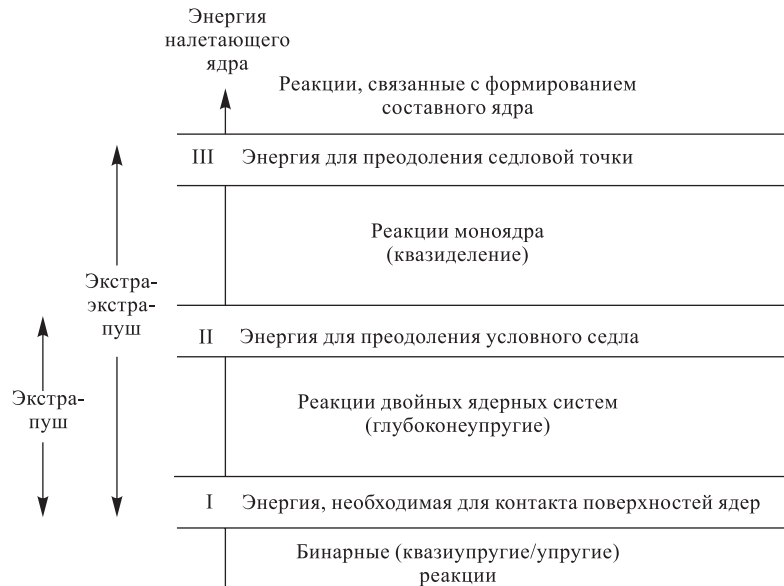 Энергия
налетающего
ядра
Реакции, связанные с формированием
составного ядра
III Энергия для преодоления седловой точки
Реакции моноядра
(квазиделение)
Экстра-
экстра-
пуш
II Энергия для преодоления условного седла
Экстра-
пуш
Реакции двойных ядерных систем
(глубоконеупругие)
I Энергия, необходимая для контакта поверхностей ядер
Бинарные (квазиупругие/упругие)
реакции